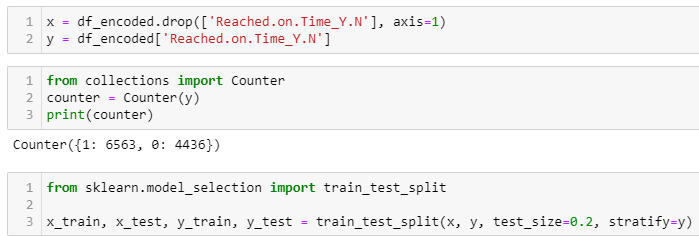 1 x = df_encoded.drop(['Reached.on.Time_Y.N'], axis=1)
2 y = df_encoded['Reached.on.Time_Y.N']
1 from collections import Counter
2 counter = Counter(y)
3 print(counter)
Counter({1: 6563, 0: 4436})
1 from sklearn.model_selection import train_test_split
2
3 x_train, x_test, y_train, y_test = train_test_split(x, y, test_size=0.2, stratify=y)